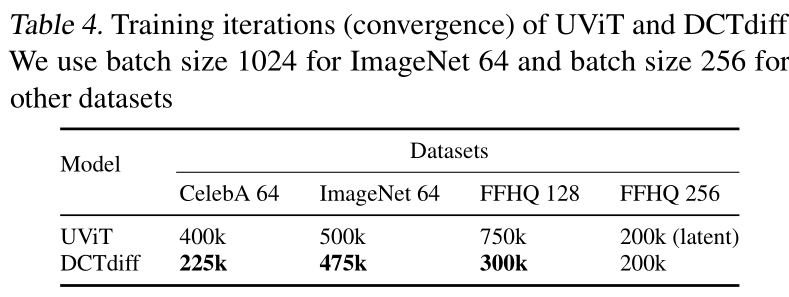 Table 4. Training iterations (convergence) of UViT and DCTdiff
We use batch size 1024 for ImageNet 64 and batch size 256 for
other datasets
Model Datasets
CelebA 64 ImageNet 64 FFHQ 128 FFHQ 256
UViT 400k 500k 750k 200k (latent)
DCTdiff 225k 475k 300k 200k